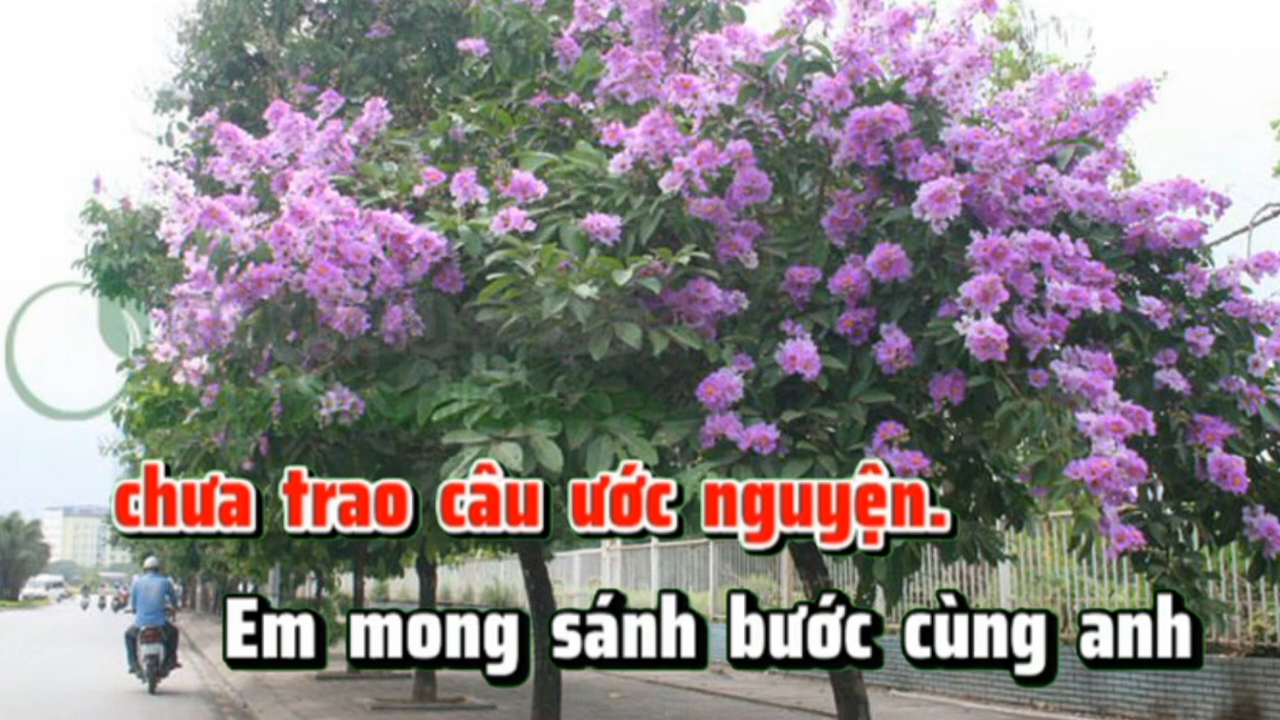 chưa trao câu ước nguyện.
Em mong sánh bước cùng anh